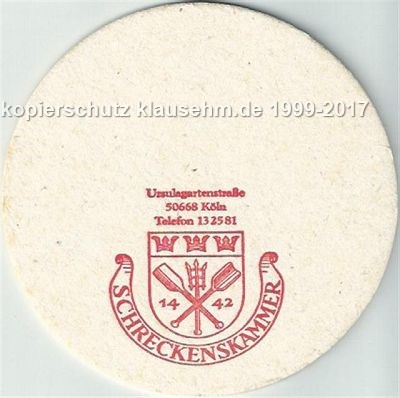 kopierschutz klausehm.de 1999-2017
Ursulagartenstraße
50668 Köln
Telefon 132581
14 42
SCHRECKENSKAMMER